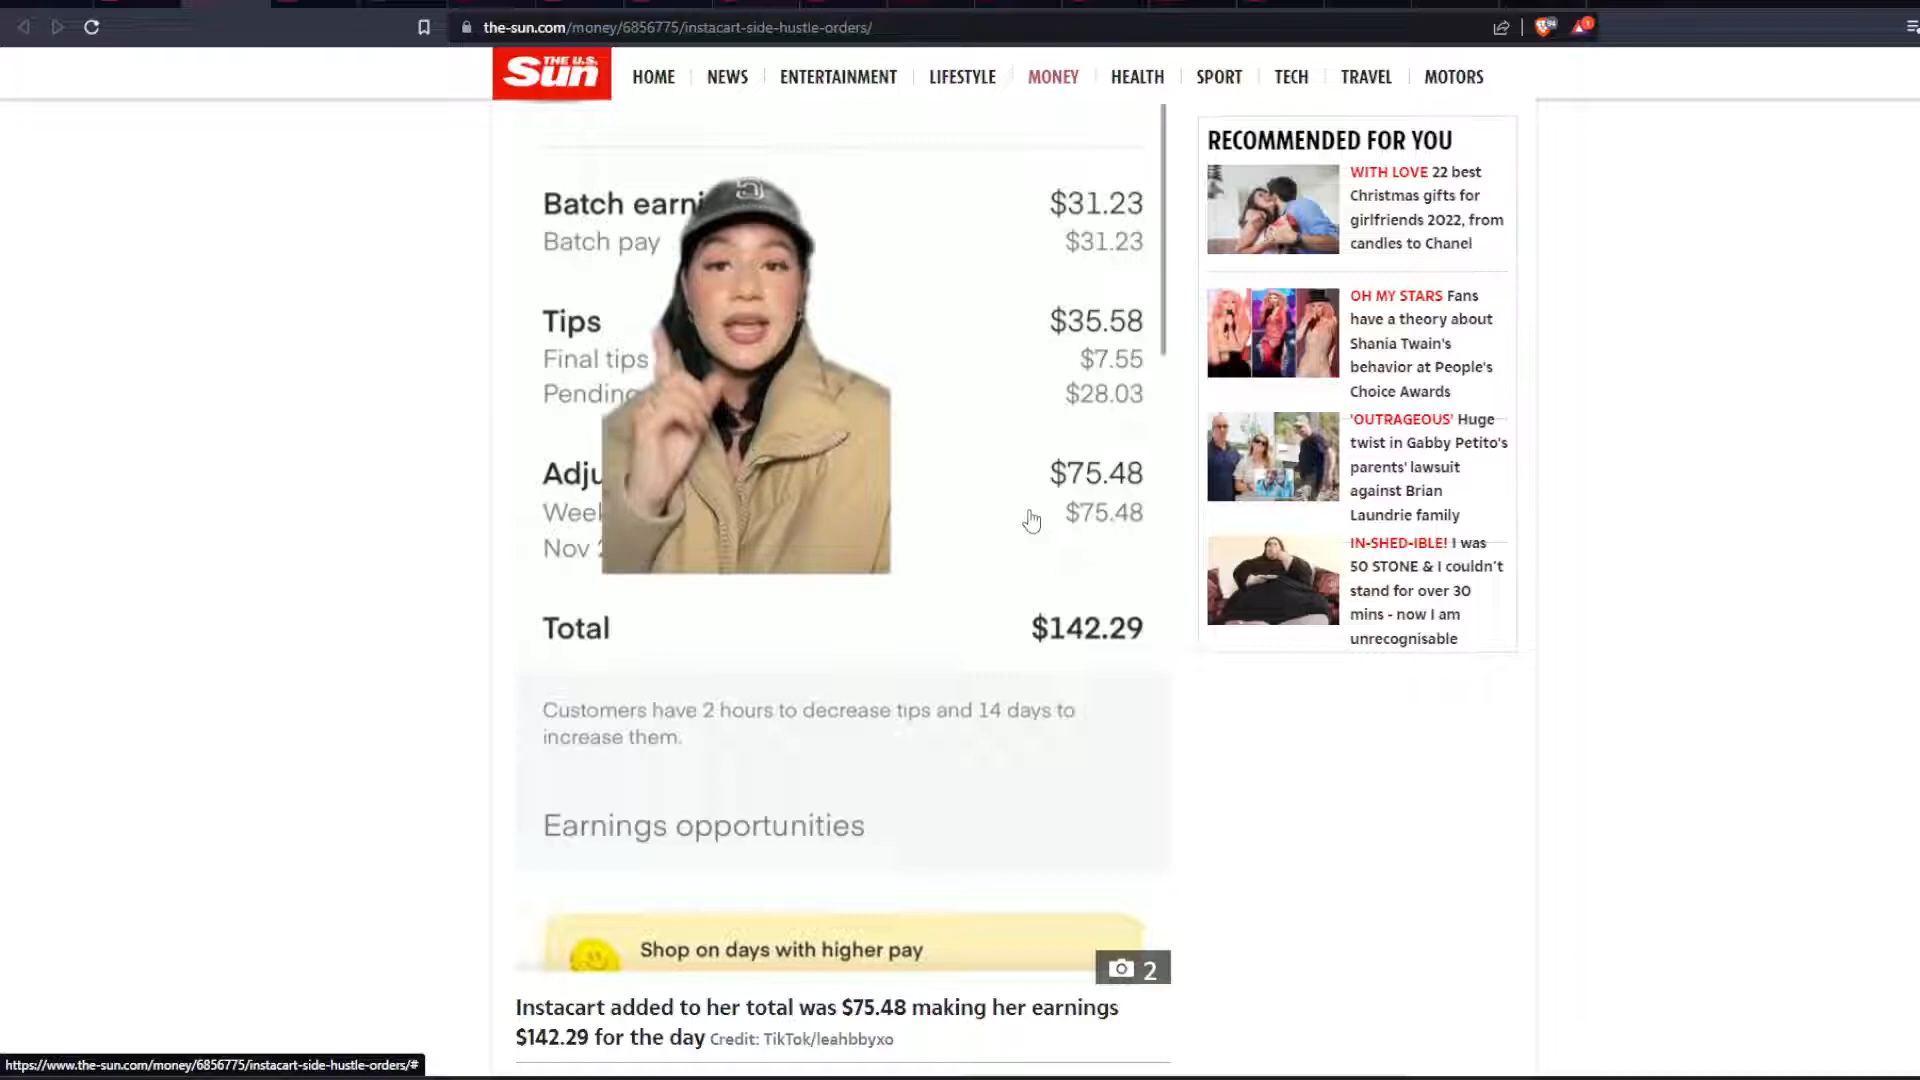 the-sun.com/money/6856775/instacart-side-hustle-orders/
THE U.S. Sun
HOME
NEWS
ENTERTAINMENT
LIFESTYLE
MONEY
HEALTH
SPORT
TECH
TRAVEL
MOTORS
Batch earni $31.23
Batch pay $31.23
Tips $35.58
Final tips $7.55
Pending $28.03
Adju $75.48
Week $75.48
Nov
Total $142.29
Customers have 2 hours to decrease tips and 14 days to
increase them.
Earnings opportunities
Shop on days with higher pay
2
Instacart added to her total was $75.48 making her earnings
$142.29 for the day Credit: TikTok/leahbbyxo
RECOMMENDED FOR YOU
WITH LOVE 22 best
Christmas gifts for
girlfriends 2022, from
candles to Chanel
OH MY STARS Fans
have a theory about
Shania Twain's
behavior at People's
Choice Awards
'OUTRAGEOUS' Huge
twist in Gabby Petito's
parents' lawsuit
against Brian
Laundrie family
IN-SHED-IBLE! I was
50 STONE & I couldn't
stand for over 30
mins - now I am
unrecognisable
https://www.the-sun.com/money/6856775/instacart-side-hustle-orders/#